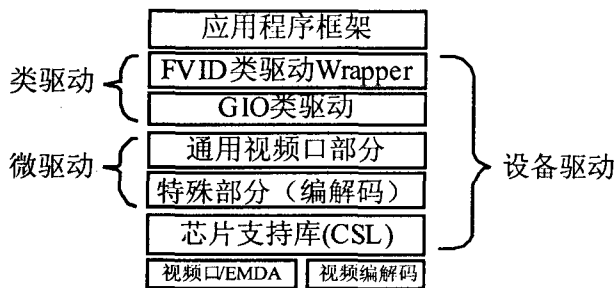 应用程序框架
类驱动
FVID类驱动Wrapper
GIO类驱动
微驱动
通用视频口部分
特殊部分（编解码）
设备驱动
芯片支持库(CSL)
视频口/EMDA
视频编解码